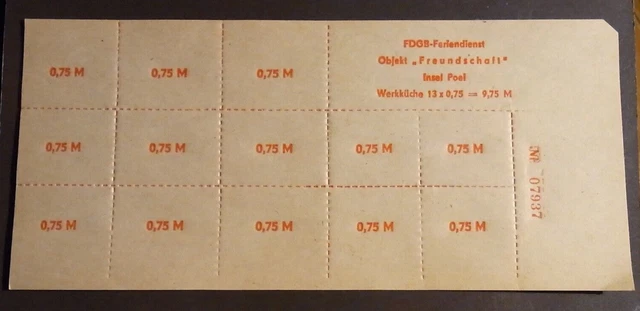 FDGB-Feriendienst
Objekt „Freundschaft"
Insel Poel
Werkküche 13 x 0,75 = 9,75 M
0,75 M 0,75 M 0,75 M
0,75 M 0,75 M 0,75 M 0,75 M 0,75 M
0,75 M 0,75 M 0,75 M 0,75 M 0,75 M
Nr 07937